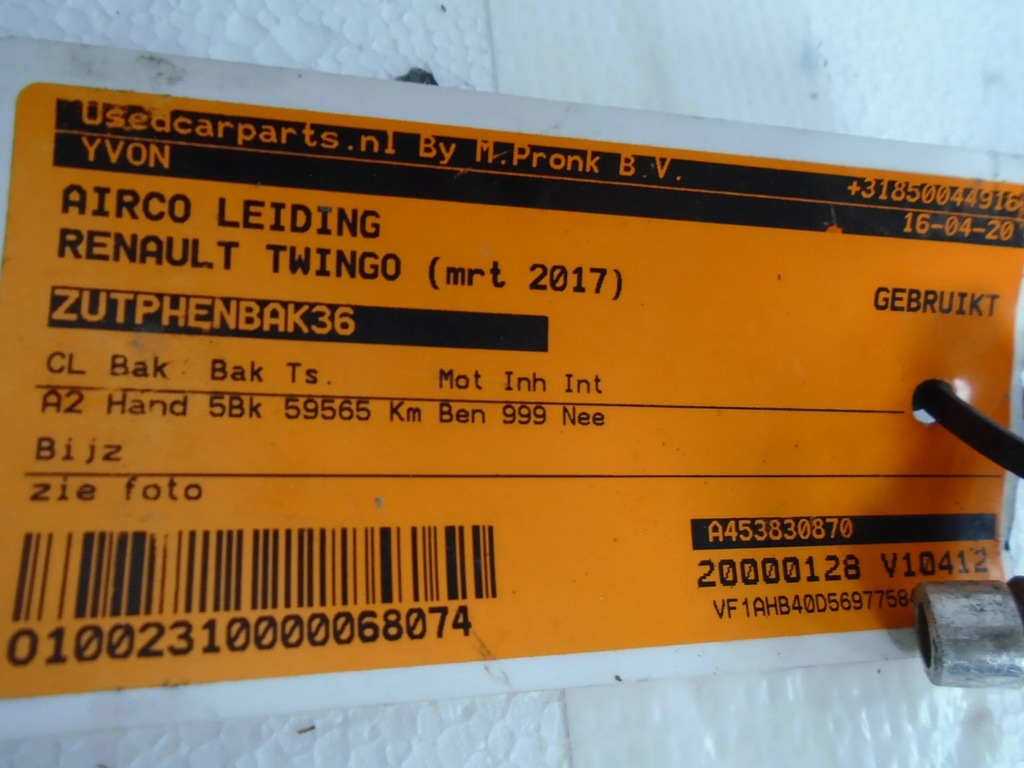 Usedcarparts.nl By M.Pronk B.V.
YVON
+31850044916
16-04-20
AIRCO LEIDING
RENAULT TWINGO (mrt 2017)
GEBRUIKT
ZUTPHENBAK36
CL Bak Bak Ts. Mot Inh Int
A2 Hand 5Bk 59565 Km Ben 999 Nee
Bijz
zie foto
A453830870
20000128 V10412
O1002310000068074